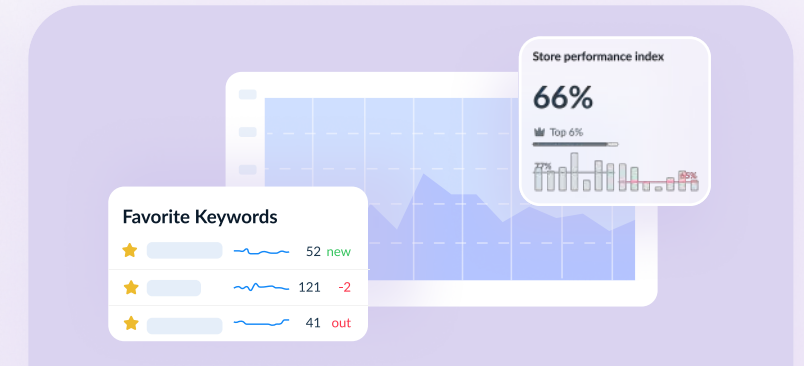 Store performance index
66%
Top 6%
77%
65%
Favorite Keywords
52 new
121 -2
41 out